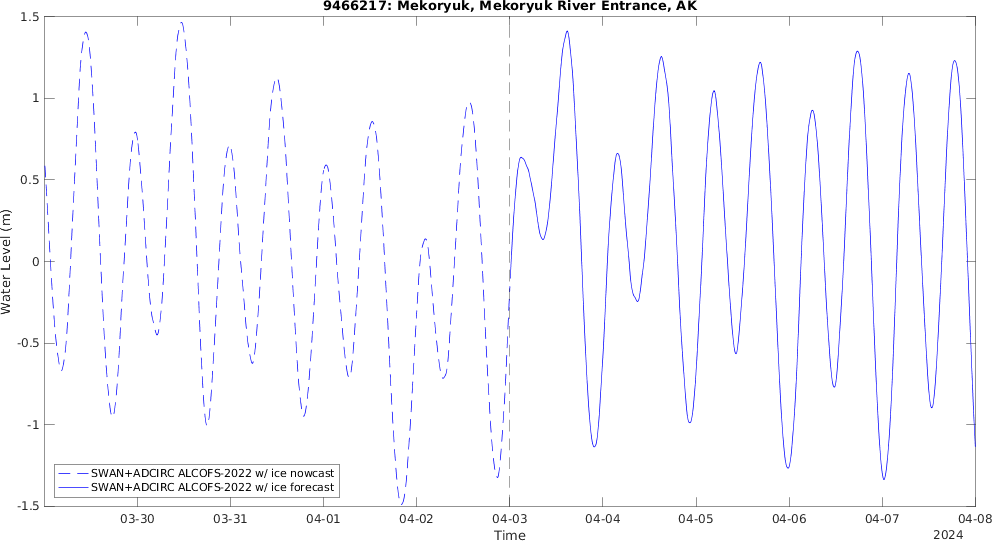 9466217: Mekoryuk, Mekoryuk River Entrance, AK
1.5
1
0.5
0
-0.5
-1
-1.5
Water Level (m)
SWAN+ADCIRC ALCOFS-2022 w/ ice nowcast
SWAN+ADCIRC ALCOFS-2022 w/ ice forecast
03-30 03-31 04-01 04-02 04-03 04-04 04-05 04-06 04-07 04-08
Time
2024